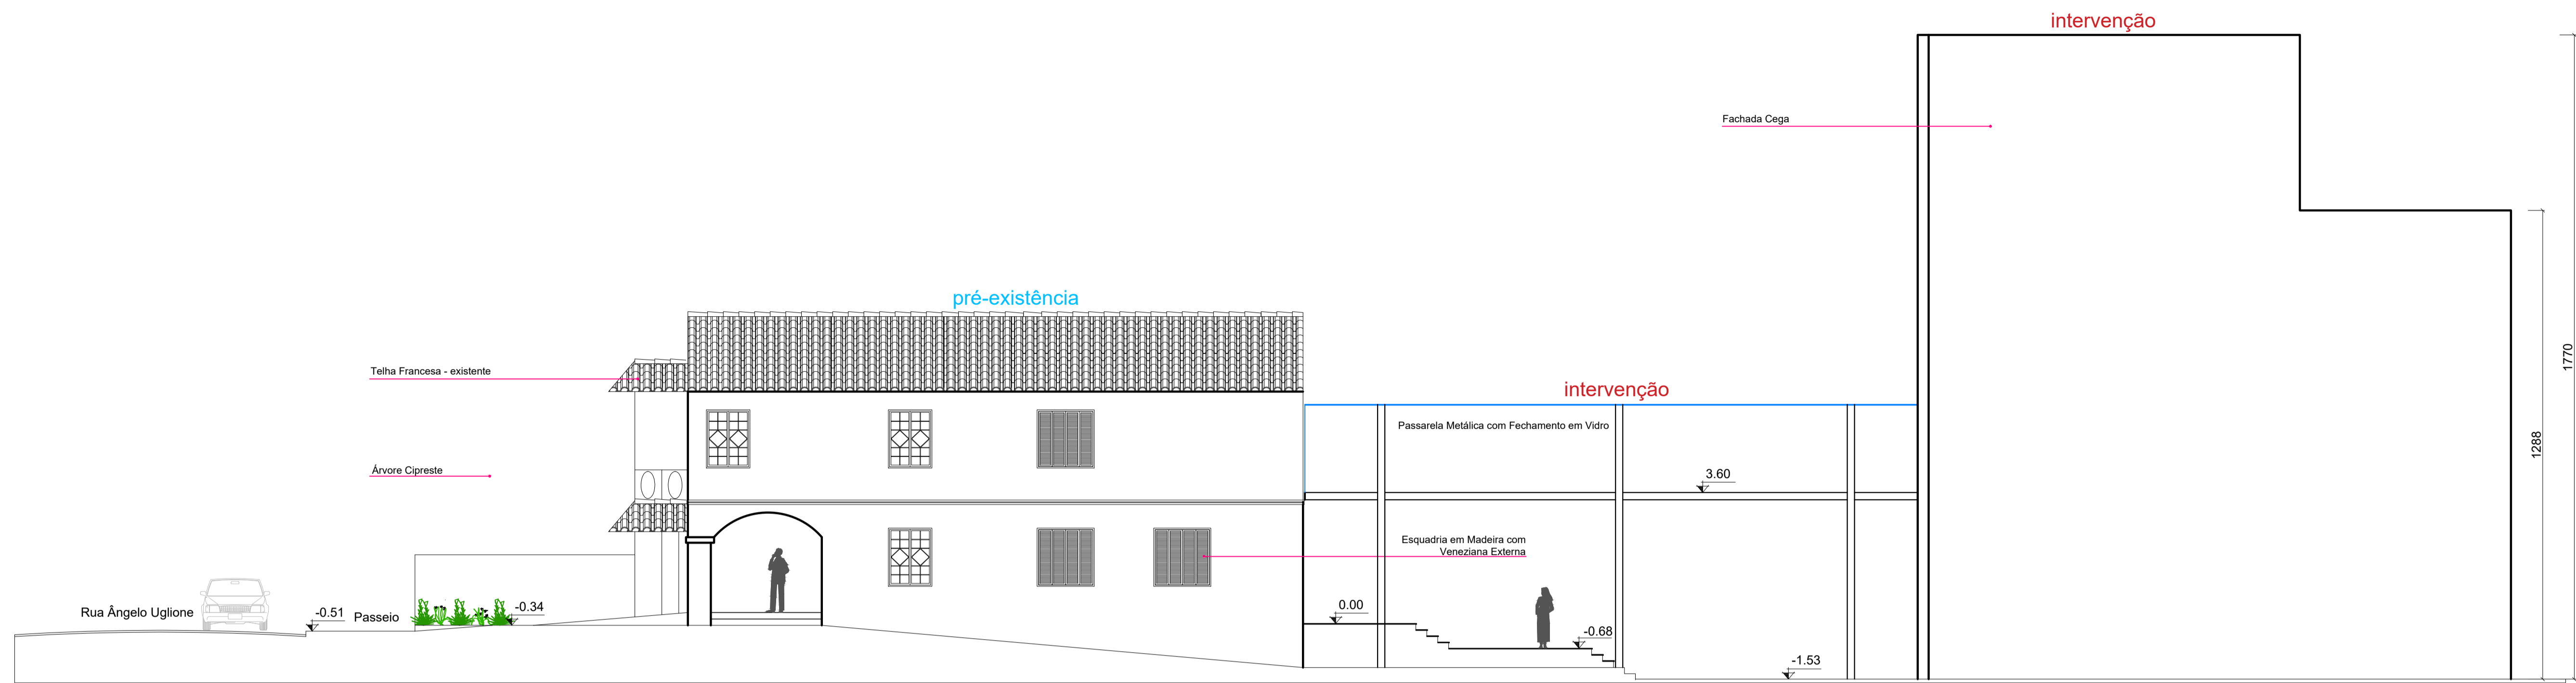 intervenção
Fachada Cega
1770
pré-existência
Telha Francesa - existente
intervenção
Passarela Metálica com Fechamento em Vidro
1288
Árvore Cipreste
3.60
Esquadria em Madeira com
Veneziana Externa
Rua Ângelo Uglione
-0.51
Passeio
-0.34
0.00
-0.68
-1.53